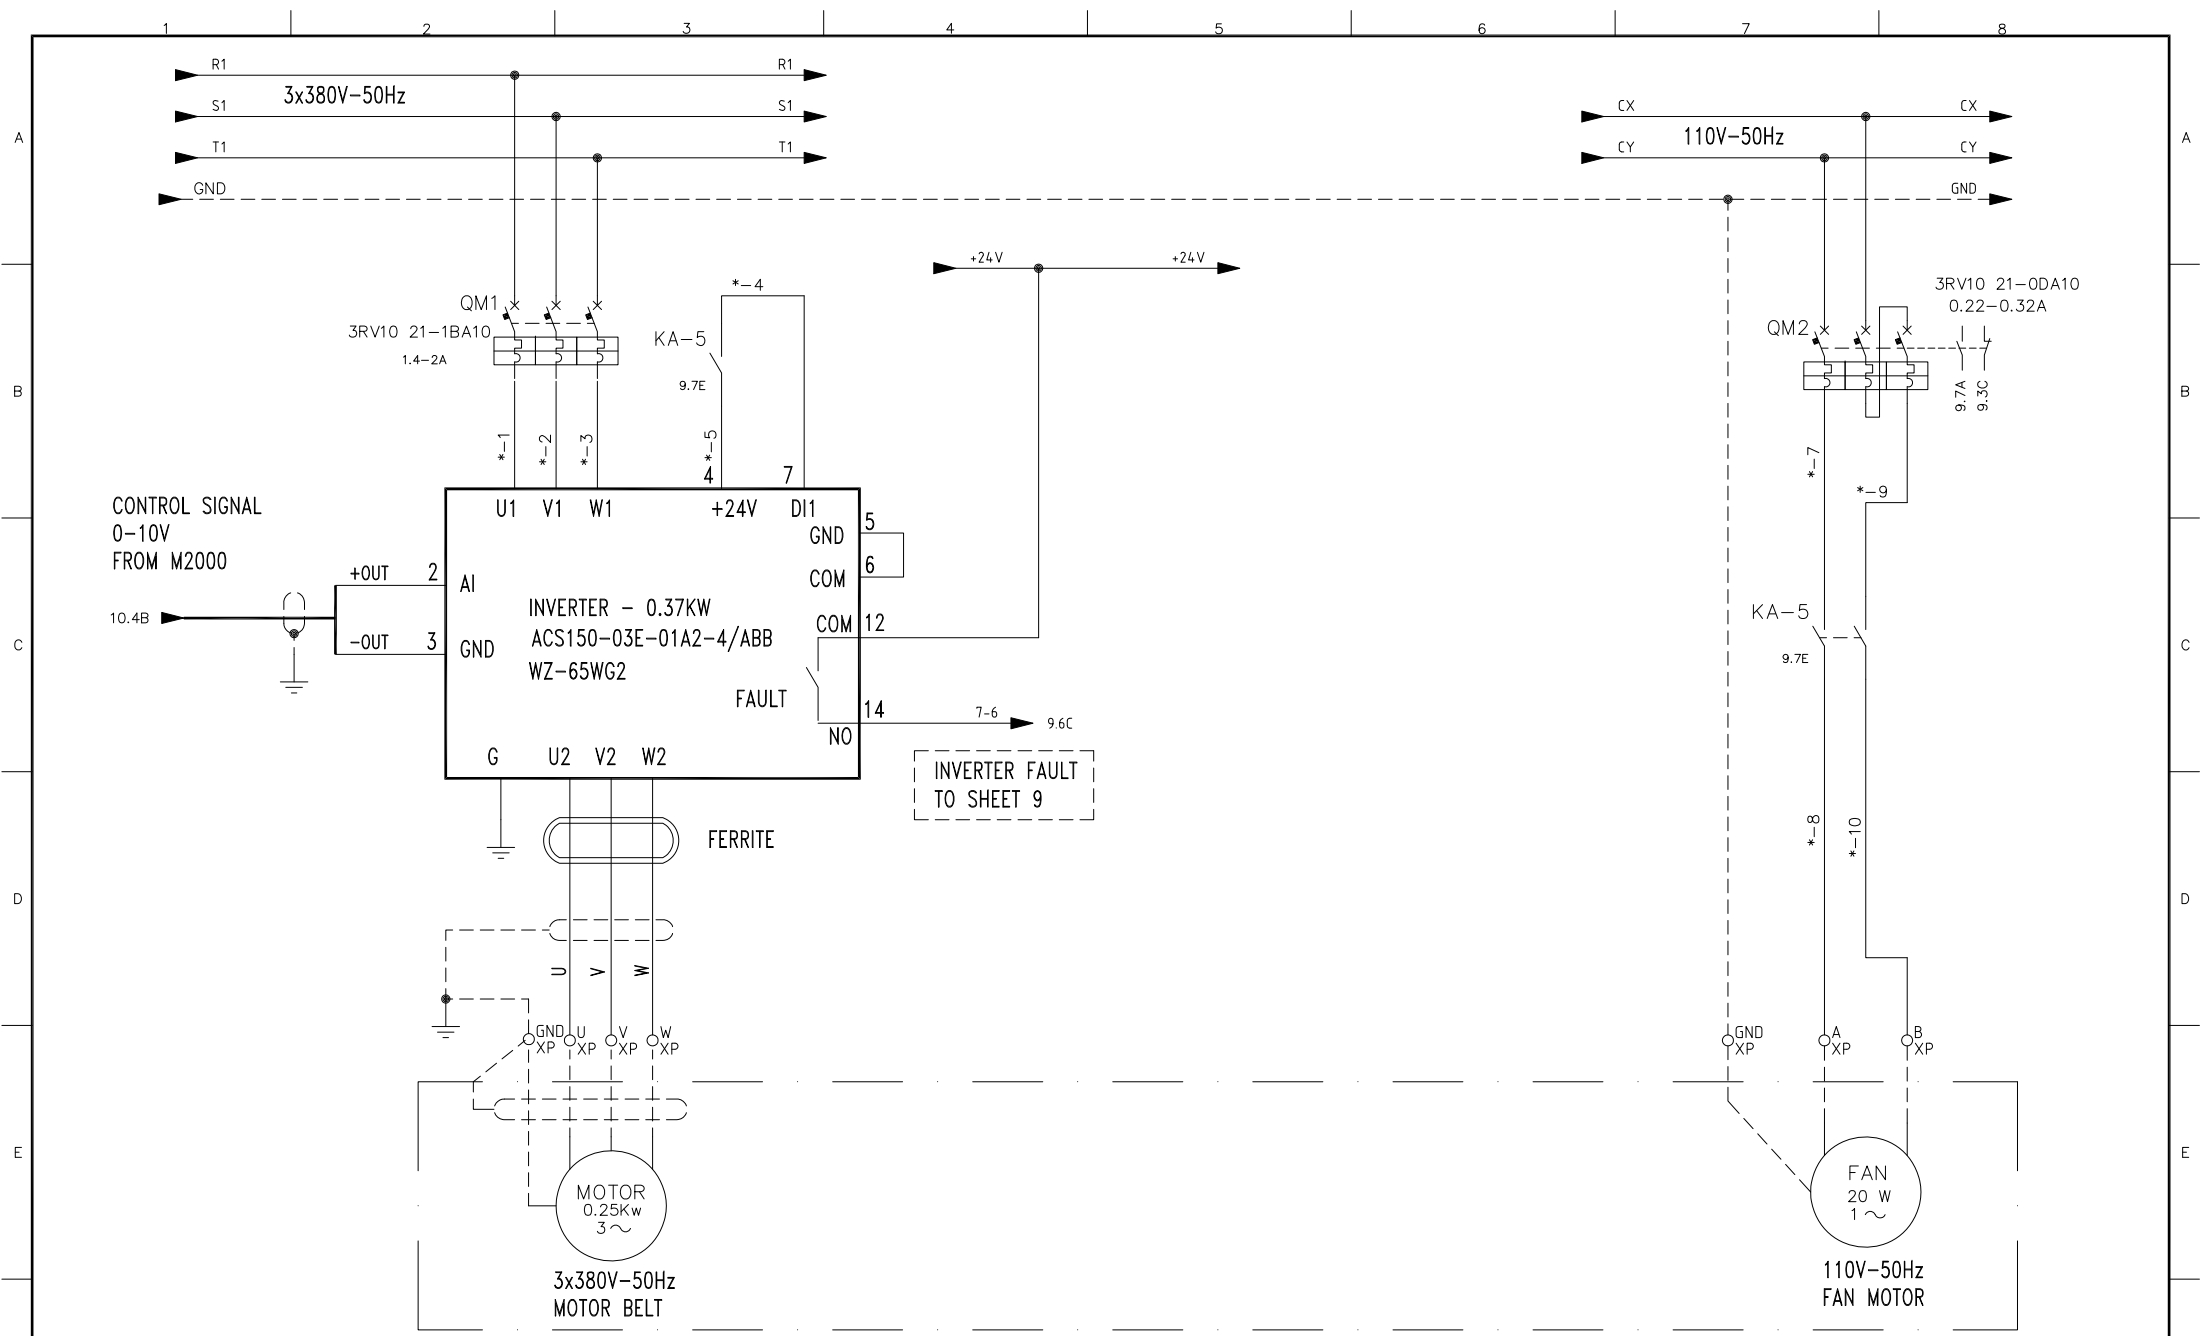 1 2 3 4 5 6 7 8
R1 R1
3x380V-50Hz
S1 S1
CX CX
110V-50Hz
A A
T1 T1
CY CY
GND GND
+24V +24V
*-4
3RV10 21-0DA10
0.22-0.32A
QM1
3RV10 21-1BA10
1.4-2A
KA-5
9.7E
QM2
9.7A
9.3C
B B
*-1
*-2
*-3
*-5
*-7
*-9
4 7
U1 V1 W1 +24V DI1
CONTROL SIGNAL
0-10V
FROM M2000
5
GND
6
COM
+OUT 2 AI
10.4B
-OUT 3 GND
INVERTER - 0.37KW
ACS150-03E-01A2-4/ABB
WZ-65WG2
COM 12
FAULT
14
NO
7-6 9.6C
KA-5
9.7E
C C
G U2 V2 W2
INVERTER FAULT
TO SHEET 9
FERRITE
*-8
*-10
D D
U
V
W
GND
XP
U
XP
V
XP
W
XP
GND
XP
A
XP
B
XP
E E
MOTOR
0.25Kw
3~
3x380V-50Hz
MOTOR BELT
FAN
20 W
1~
110V-50Hz
FAN MOTOR